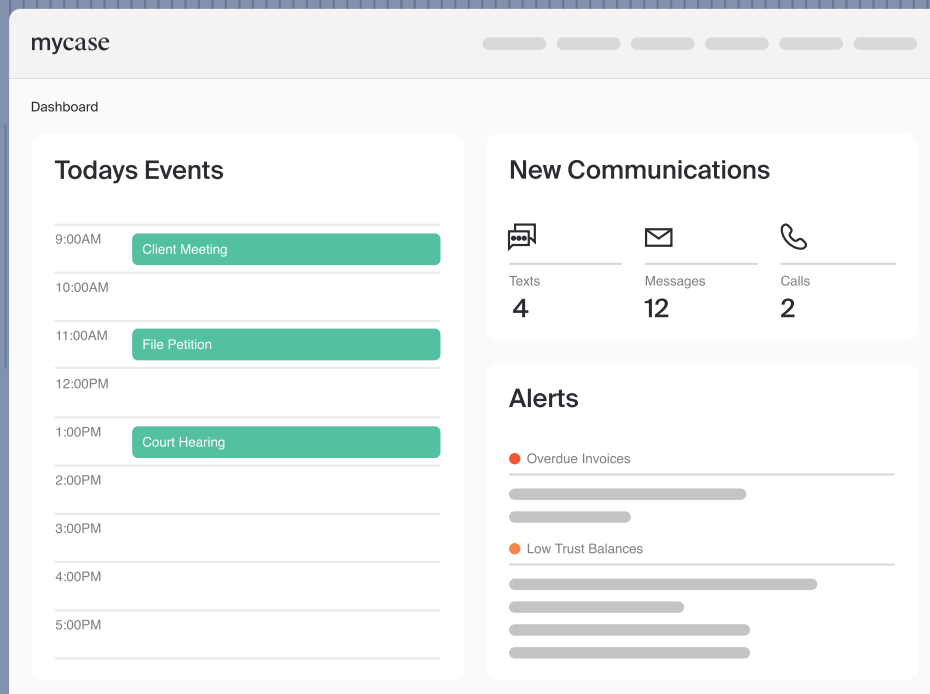 mycase
Dashboard
Todays Events
9:00AM
Client Meeting
10:00AM
11:00AM
File Petition
12:00PM
1:00PM
Court Hearing
2:00PM
3:00PM
4:00PM
5:00PM
New Communications
Texts
4
Messages
12
Calls
2
Alerts
Overdue Invoices
Low Trust Balances